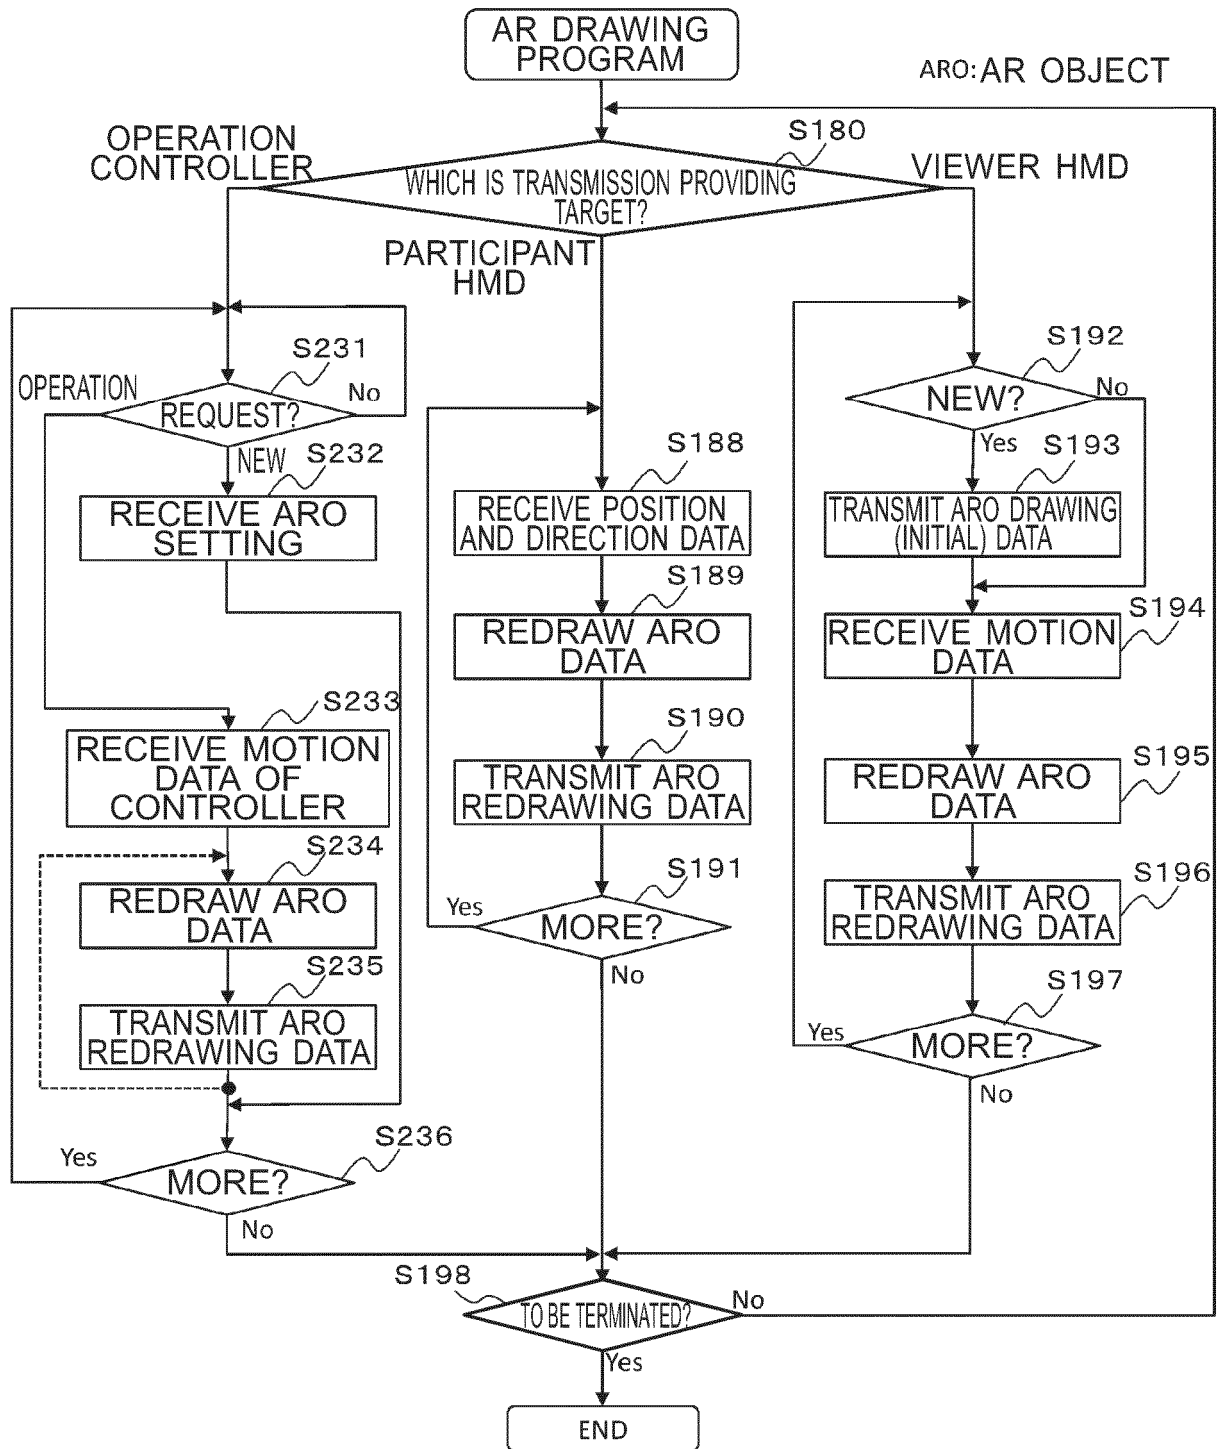 AR DRAWING
PROGRAM
ARO: AR OBJECT
S180
WHICH IS TRANSMISSION PROVIDING
TARGET?
OPERATION
CONTROLLER
PARTICIPANT
HMD
VIEWER HMD
S231
REQUEST?
OPERATION
No
NEW
S232
RECEIVE ARO
SETTING
S233
RECEIVE MOTION
DATA OF
CONTROLLER
S234
REDRAW ARO
DATA
S235
TRANSMIT ARO
REDRAWING DATA
S236
MORE?
Yes
No
S188
RECEIVE POSITION
AND DIRECTION DATA
S189
REDRAW ARO
DATA
S190
TRANSMIT ARO
REDRAWING DATA
S191
MORE?
Yes
No
S192
NEW?
No
Yes
S193
TRANSMIT ARO DRAWING
(INITIAL) DATA
S194
RECEIVE MOTION
DATA
S195
REDRAW ARO
DATA
S196
TRANSMIT ARO
REDRAWING DATA
S197
MORE?
Yes
No
S198
TO BE TERMINATED?
No
Yes
END